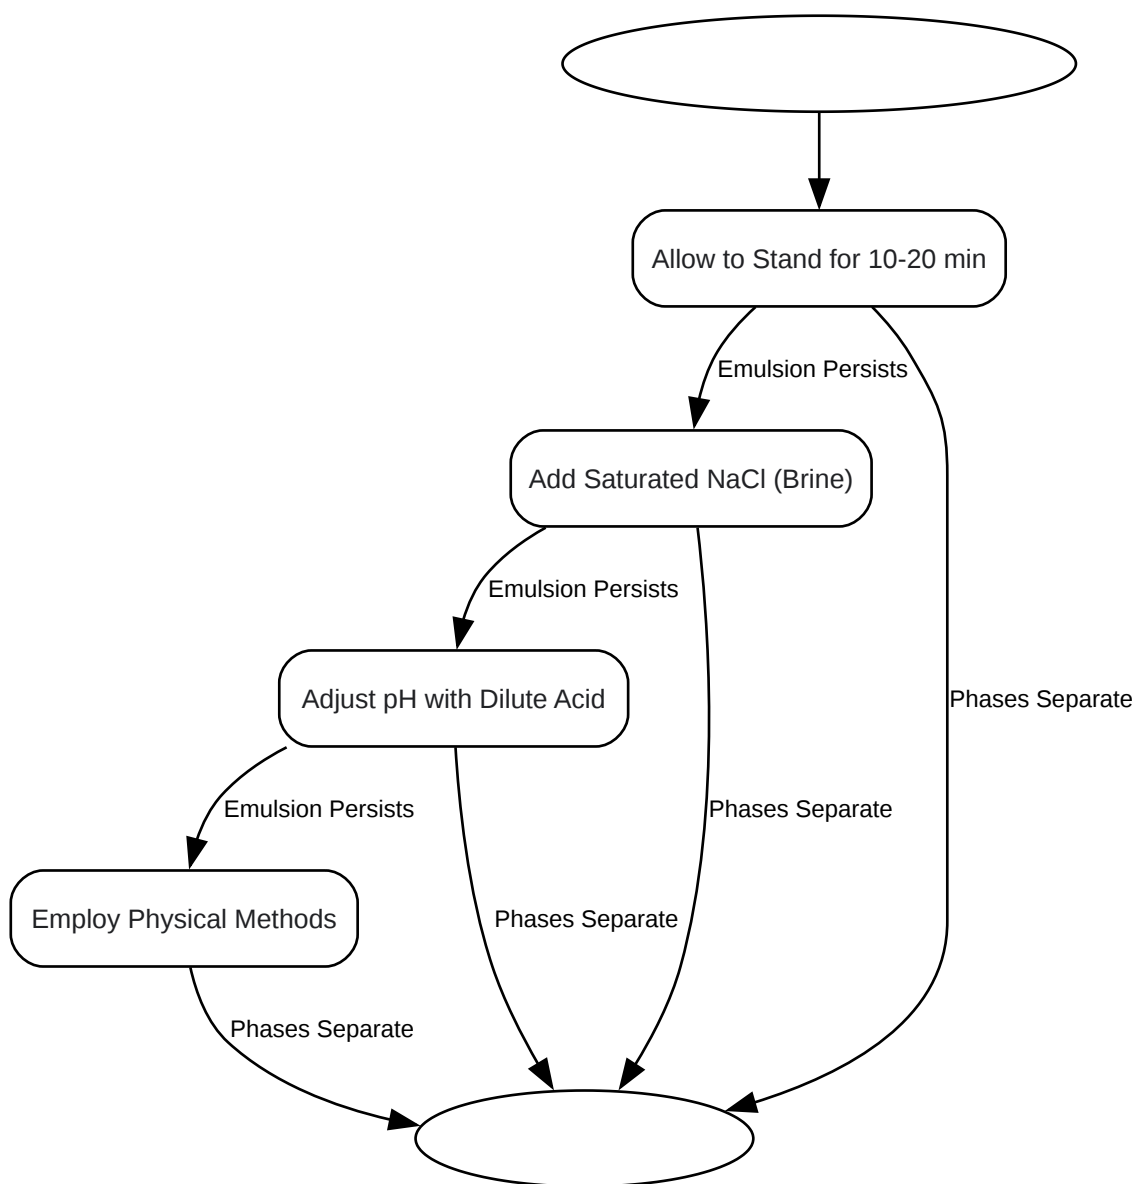 Allow to Stand for 10-20 min
Emulsion Persists
Add Saturated NaCl (Brine)
Emulsion Persists
Adjust pH with Dilute Acid
Phases Separate
Emulsion Persists
Phases Separate
Employ Physical Methods
Phases Separate
Phases Separate